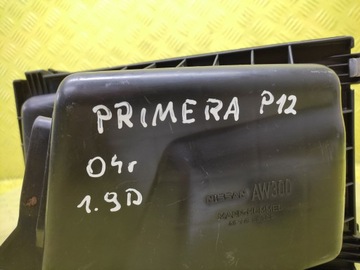 PRIMERA P12
04r
1.9D
NISSAN AW300